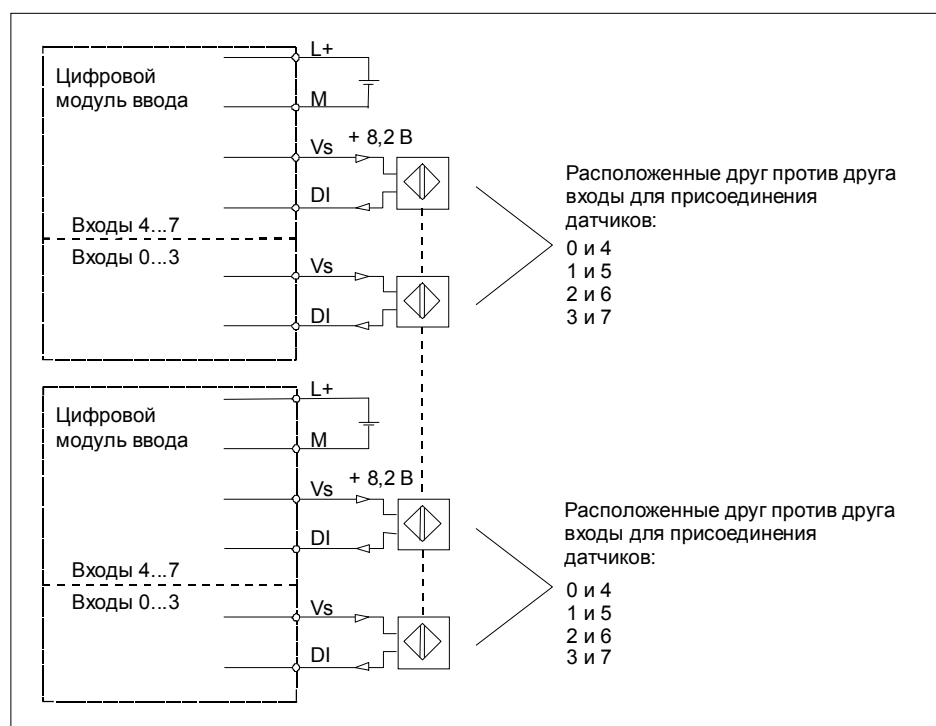 L+
Цифровой
модуль ввода
M
+ 8,2 В
Vs
DI
Входы 4...7
Входы 0...3
Vs
DI
Расположенные друг против друга
входы для присоединения
датчиков:
0 и 4
1 и 5
2 и 6
3 и 7
L+
Цифровой
модуль ввода
M
+ 8,2 В
Vs
DI
Входы 4...7
Входы 0...3
Vs
DI
Расположенные друг против друга
входы для присоединения
датчиков:
0 и 4
1 и 5
2 и 6
3 и 7